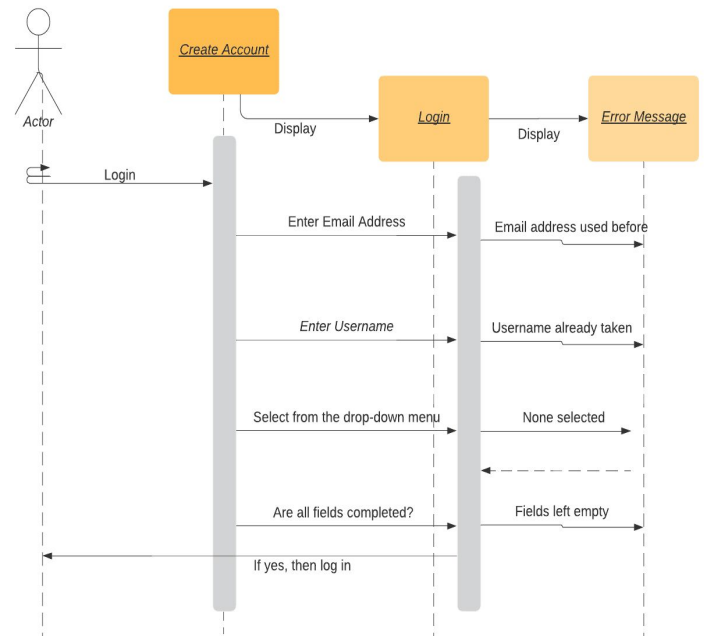 Create Account
Login
Error Message
Actor
Display
Display
Login
Enter Email Address
Email address used before
Enter Username
Username already taken
Select from the drop-down menu
None selected
Are all fields completed?
Fields left empty
If yes, then log in